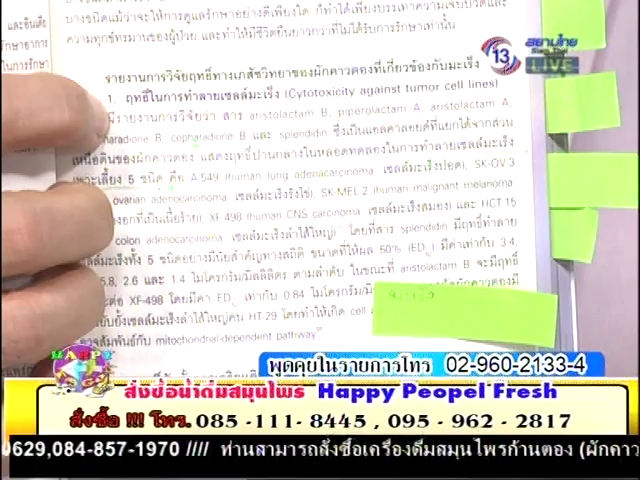 และอินเดีย
บางชนิดแม้ว่าจะให้การดูแลรักษาอย่างดีเพียงใด ก็ทำได้เพียงบรรเทาความเจ็บปวดและ
ความทุกข์ทรมานของผู้ป่วย และทำให้มีชีวิตยืนยาวกว่าที่ไม่ได้รับการรักษาเท่านั้น
13 สยามไทย
Siam Thai
LIVE
รายงานการวิจัยฤทธิ์ทางเภสัชวิทยาของผักคาวตองที่เกี่ยวข้องกับมะเร็ง
1. ฤทธิ์ในการทำลายเซลล์มะเร็ง (Cytotoxicity against tumor cell lines)
มีรายงานการวิจัยว่า สาร aristolactam B, piperolactam A, aristolactam A,
cepharadione B และ splendidin ซึ่งเป็นแอลคาลอยด์ที่แยกได้จากส่วน
เหนือดินของผักคาวตอง แสดงฤทธิ์ปานกลางในหลอดทดลองในการทำลายเซลล์มะเร็ง
เพาะเลี้ยง 5 ชนิด คือ A-549 (human lung adenocarcinoma เซลล์มะเร็งปอด), SK-OV-3
ovarian adenocarcinoma เซลล์มะเร็งรังไข่), SK-MEL-2 (human malignant melanoma
XF 498 (human CNS carcinoma เซลล์มะเร็งสมอง) และ HCT-15
colon adenocarcinoma เซลล์มะเร็งลำไส้ใหญ่) โดยที่สาร splendidin มีฤทธิ์ทำลาย
5 ชนิดอย่างมีนัยสำคัญทางสถิติ ขนาดที่ให้ผล 50% (ED มีค่าเท่ากับ 3.4,
5.8, 2.6 และ 1.4 ไมโครกรัม/มิลลิลิตร ตามลำดับ ในขณะที่ aristolactam B จะมีฤทธิ์
XF-498 โดยมีค่า ED เท่ากับ 0.84 ไมโครกรัม
เซลล์มะเร็งลำไส้ใหญ่คน HT-29 โดยทำให้เกิด cell
สัมพันธ์กับ mitochondrial-dependent pathway
HAPPY
พูดคุยในรายการโทร 02-960-2133-4
สั่งซื้อน้ำดื่มสมุนไพร Happy Peopel Fresh
สั่งซื้อ !!! โทร. 085 -111- 8445 , 095 - 962 - 2817
0629,084-857-1970 //// ท่านสามารถสั่งซื้อเครื่องดื่มสมุนไพรก้านตอง (ผักคาว